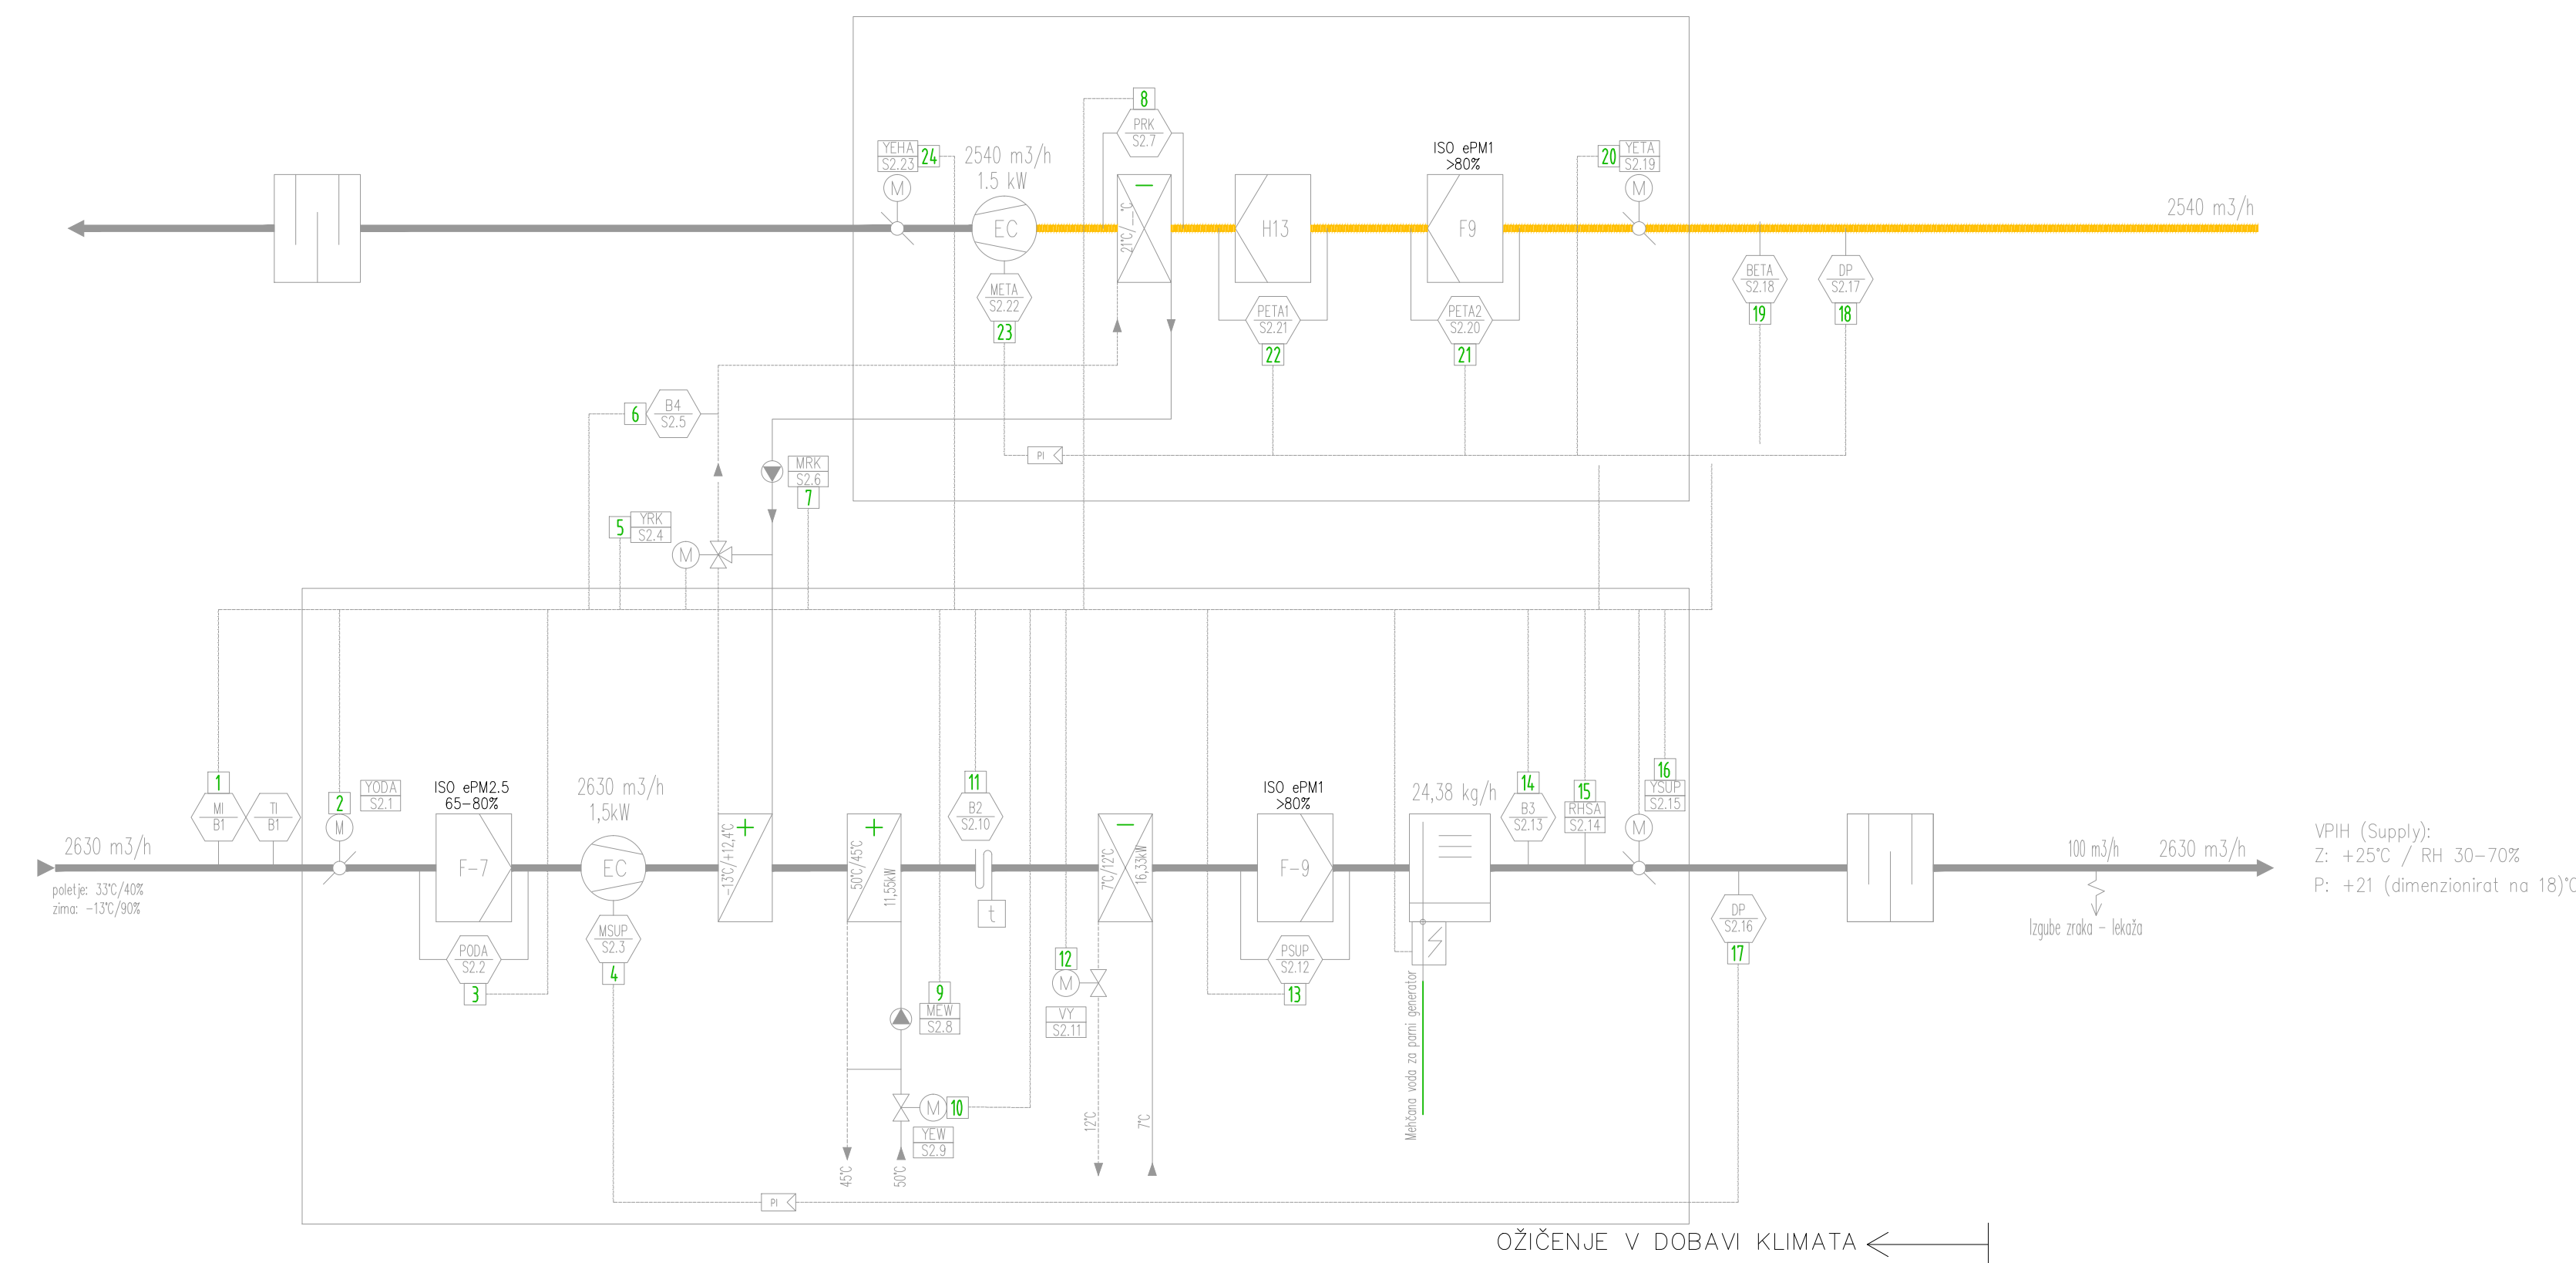 8
PRK
S2.7
YEHA
S2.23
24
2540 m3/h
1.5 kW
ISO ePM1
>80%
20
YETA
S2.19
M
M
2540 m3/h
EC
21°C/__°C
H13
F9
META
S2.22
23
PETA1
S2.21
22
PETA2
S2.20
21
BETA
S2.18
19
DP
S2.17
18
6
B4
S2.5
PI
MRK
S2.6
7
5
YRK
S2.4
M
1
MI
B1
TI
B1
2
YODA
S2.1
M
ISO ePM2.5
65-80%
2630 m3/h
1,5kW
11
B2
S2.10
ISO ePM1
>80%
24,38 kg/h
14
B3
S2.13
15
RHSA
S2.14
16
YSUP
S2.15
M
2630 m3/h
poletje: 33°C/40%
zima: -13°C/90%
F-7
EC
-13°C/+12,4°C
50°C/45°C
11,55kW
t
7°C/12°C
16,33kW
F-9
100 m3/h
2630 m3/h
Izgube zraka - lekaža
VPIH (Supply):
Z: +25°C / RH 30-70%
P: +21 (dimenzionirat na 18)°C
PODA
S2.2
3
MSUP
S2.3
4
9
MEW
S2.8
12
M
VY
S2.11
PSUP
S2.12
13
DP
S2.16
17
Mehčana voda za parni generator
M
10
YEW
S2.9
45°C
50°C
12°C
7°C
PI
OŽIČENJE V DOBAVI KLIMATA